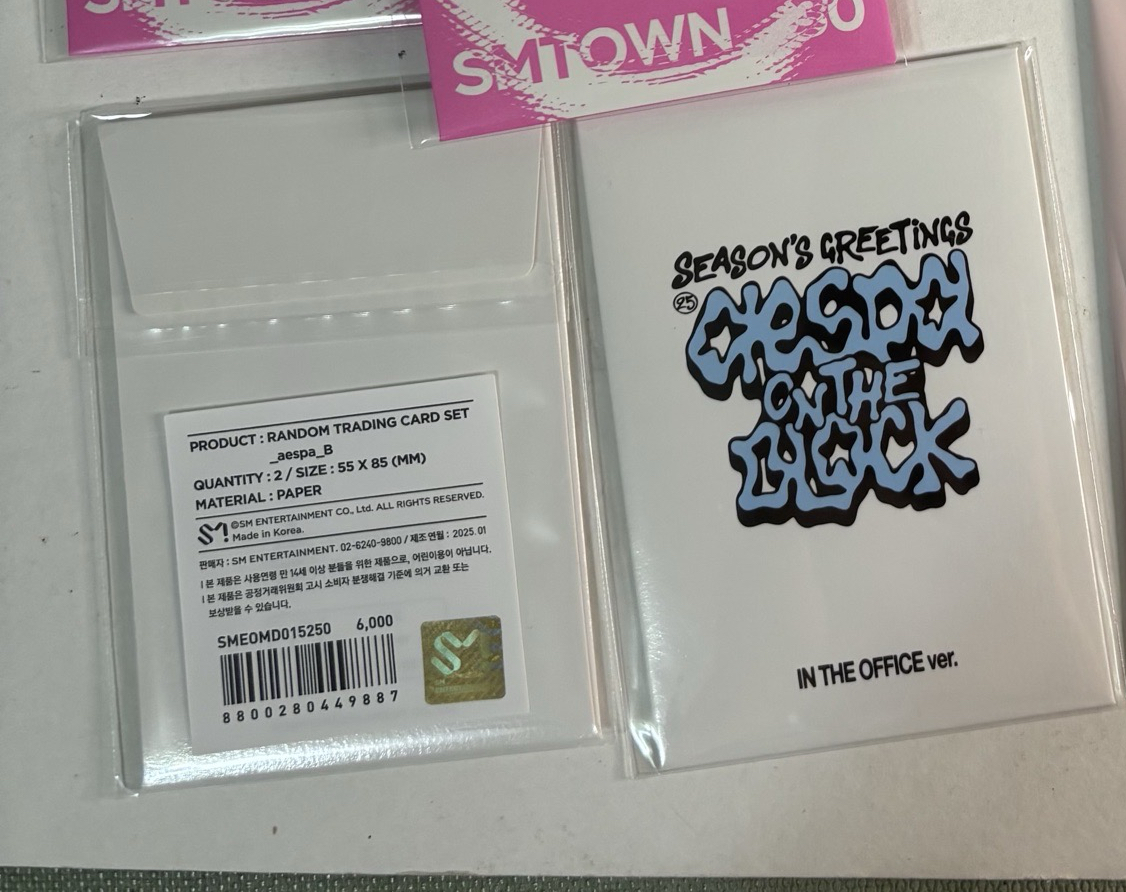 SMTOWN
SEASON'S GREETINGS
25
aespa
ON THE
BLOCK
IN THE OFFICE ver.
PRODUCT : RANDOM TRADING CARD SET
_aespa_B
QUANTITY : 2 / SIZE : 55 X 85 (MM)
MATERIAL : PAPER
©SM ENTERTAINMENT CO., Ltd. ALL RIGHTS RESERVED.
Made in Korea.
판매자 : SM ENTERTAINMENT. 02-6240-9800 / 제조연월 : 2025. 01
| 본 제품은 사용연령 만 14세 이상 분들을 위한 제품으로, 어린이용이 아닙니다.
| 본 제품은 공정거래위원회 고시 소비자 분쟁해결 기준에 의거 교환 또는
보상받을 수 있습니다.
SMEOMD015250 6,000
8800280449887
SM